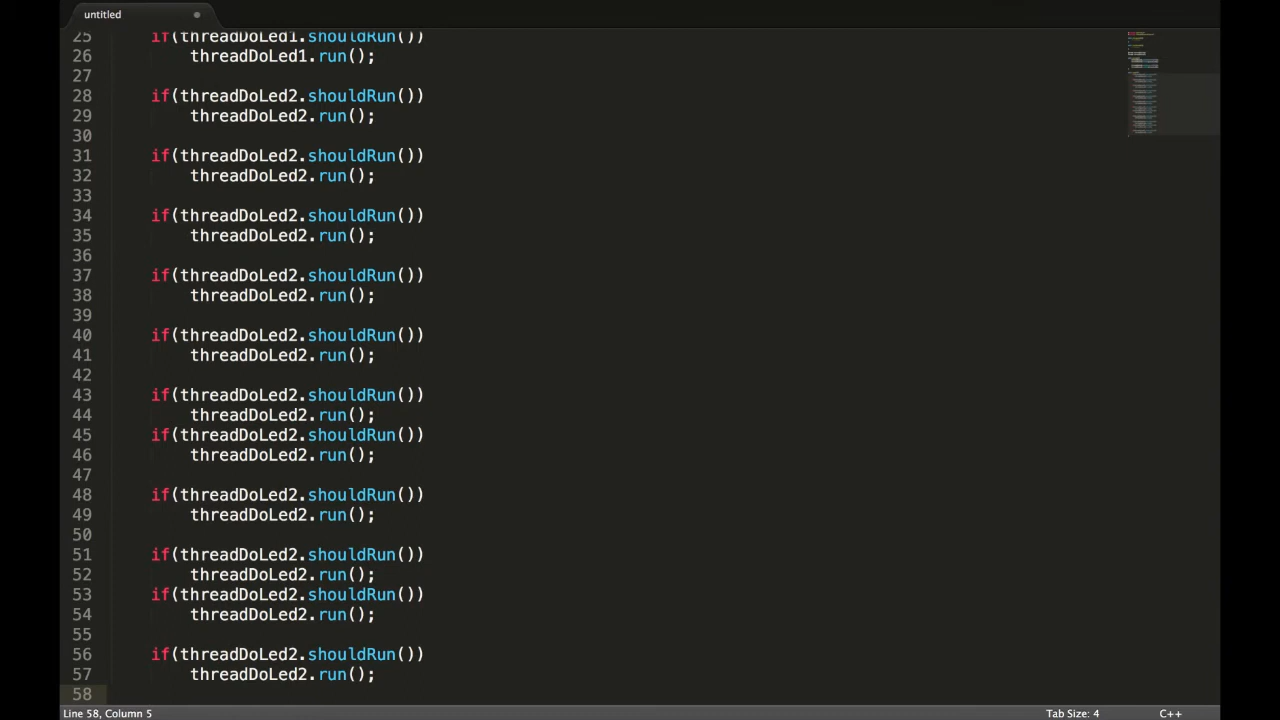 untitled
25 if(threadDoLed1.shouldRun())
26 threadDoLed1.run();
27
28 if(threadDoLed2.shouldRun())
29 threadDoLed2.run();
30
31 if(threadDoLed2.shouldRun())
32 threadDoLed2.run();
33
34 if(threadDoLed2.shouldRun())
35 threadDoLed2.run();
36
37 if(threadDoLed2.shouldRun())
38 threadDoLed2.run();
39
40 if(threadDoLed2.shouldRun())
41 threadDoLed2.run();
42
43 if(threadDoLed2.shouldRun())
44 threadDoLed2.run();
45 if(threadDoLed2.shouldRun())
46 threadDoLed2.run();
47
48 if(threadDoLed2.shouldRun())
49 threadDoLed2.run();
50
51 if(threadDoLed2.shouldRun())
52 threadDoLed2.run();
53 if(threadDoLed2.shouldRun())
54 threadDoLed2.run();
55
56 if(threadDoLed2.shouldRun())
57 threadDoLed2.run();
58
Line 58, Column 5 Tab Size: 4 C++